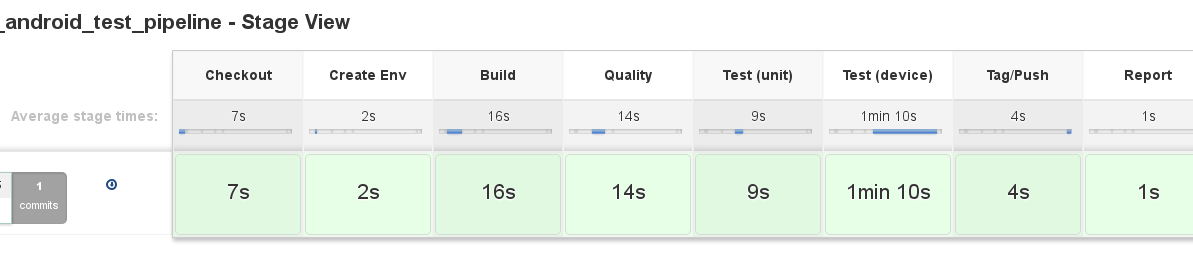 _android_test_pipeline - Stage View
Checkout Create Env Build Quality Test (unit) Test (device) Tag/Push Report
Average stage times: 7s 2s 16s 14s 9s 1min 10s 4s 1s
1
commits
7s 2s 16s 14s 9s 1min 10s 4s 1s